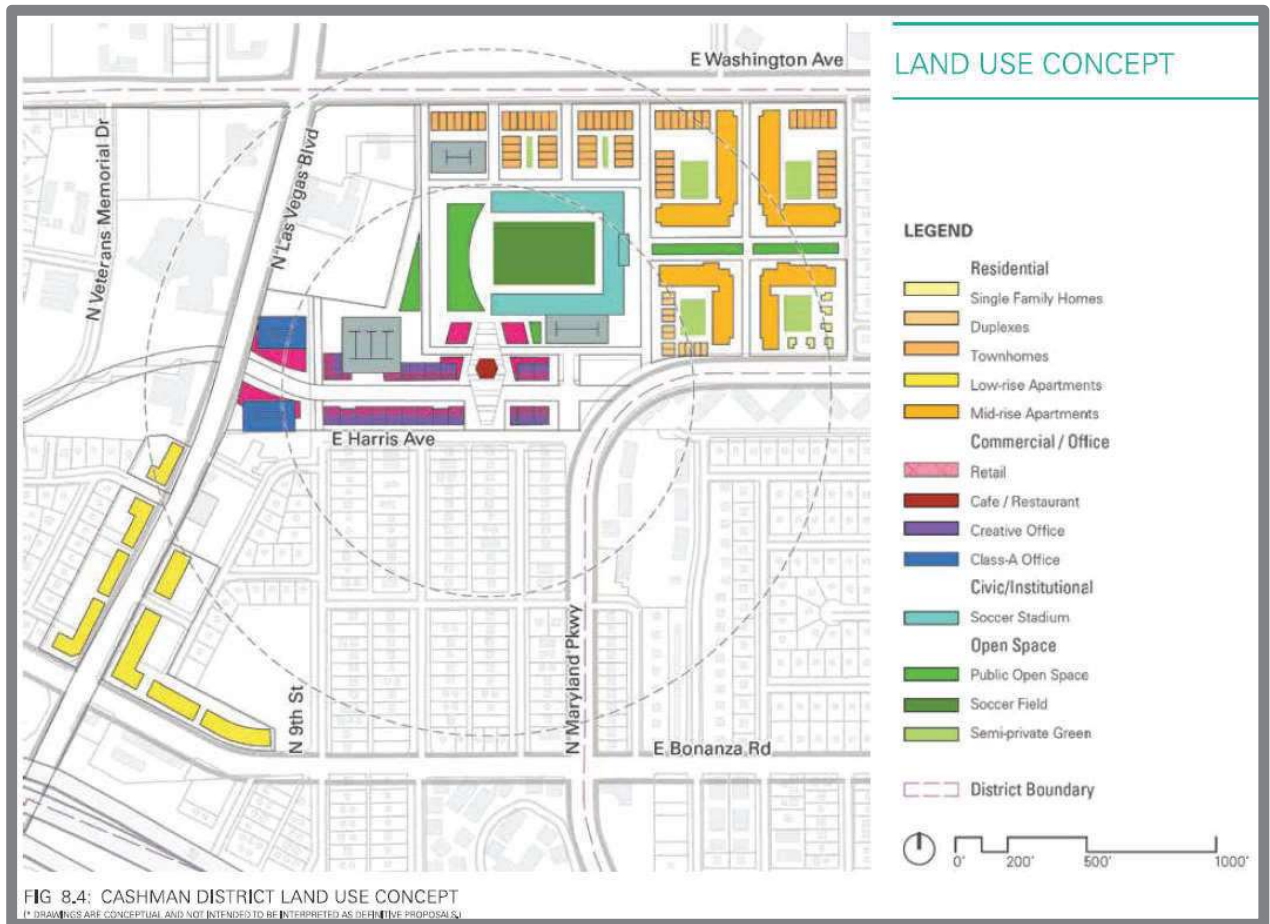 LAND USE CONCEPT
E Washington Ave
N Veterans Memorial Dr
N Las Vegas Blvd
E Harris Ave
N 9th St
N Maryland Pkwy
E Bonanza Rd
LEGEND
Residential
Single Family Homes
Duplexes
Townhomes
Low-rise Apartments
Mid-rise Apartments
Commercial / Office
Retail
Cafe / Restaurant
Creative Office
Class-A Office
Civic/Institutional
Soccer Stadium
Open Space
Public Open Space
Soccer Field
Semi-private Green
District Boundary
0' 200' 500' 1000'
FIG 8.4: CASHMAN DISTRICT LAND USE CONCEPT
(* DRAWINGS ARE CONCEPTUAL AND NOT INTENDED TO BE INTERPRETED AS DEFINITIVE PROPOSALS.)